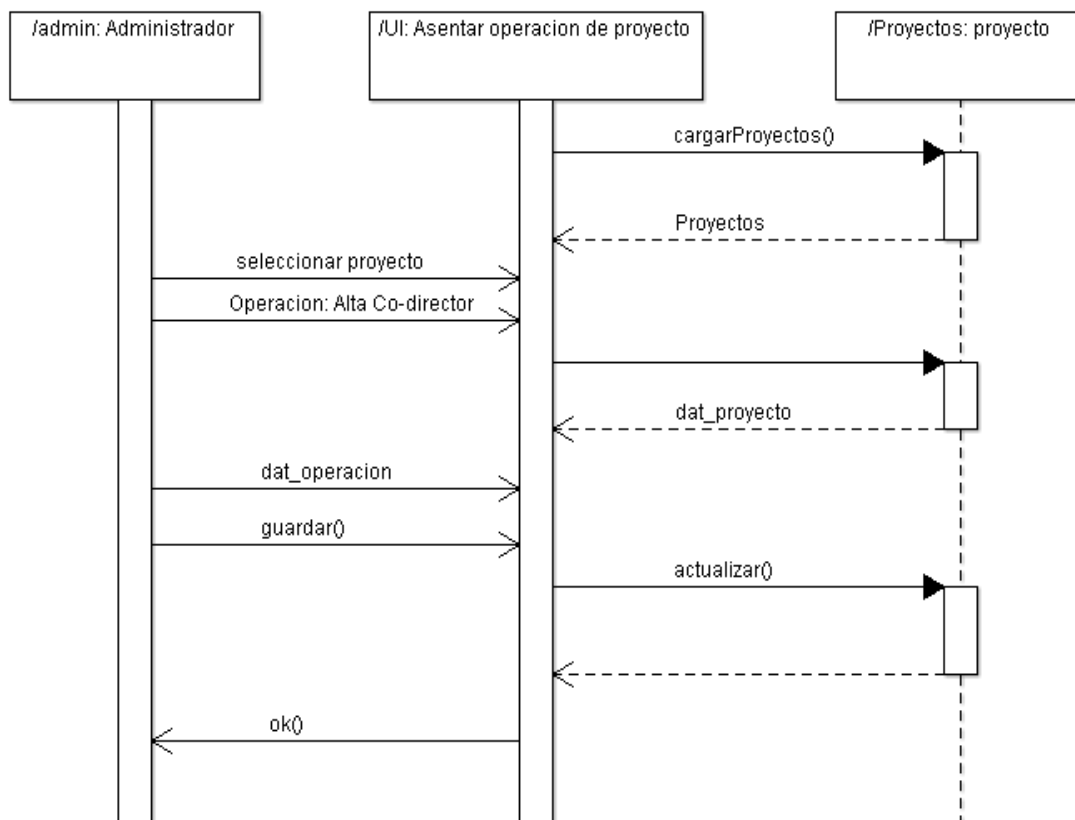 /admin: Administrador
/UI: Asentar operacion de proyecto
/Proyectos: proyecto
cargarProyectos()
Proyectos
seleccionar proyecto
Operacion: Alta Co-director
dat_proyecto
dat_operacion
guardar()
actualizar()
ok()